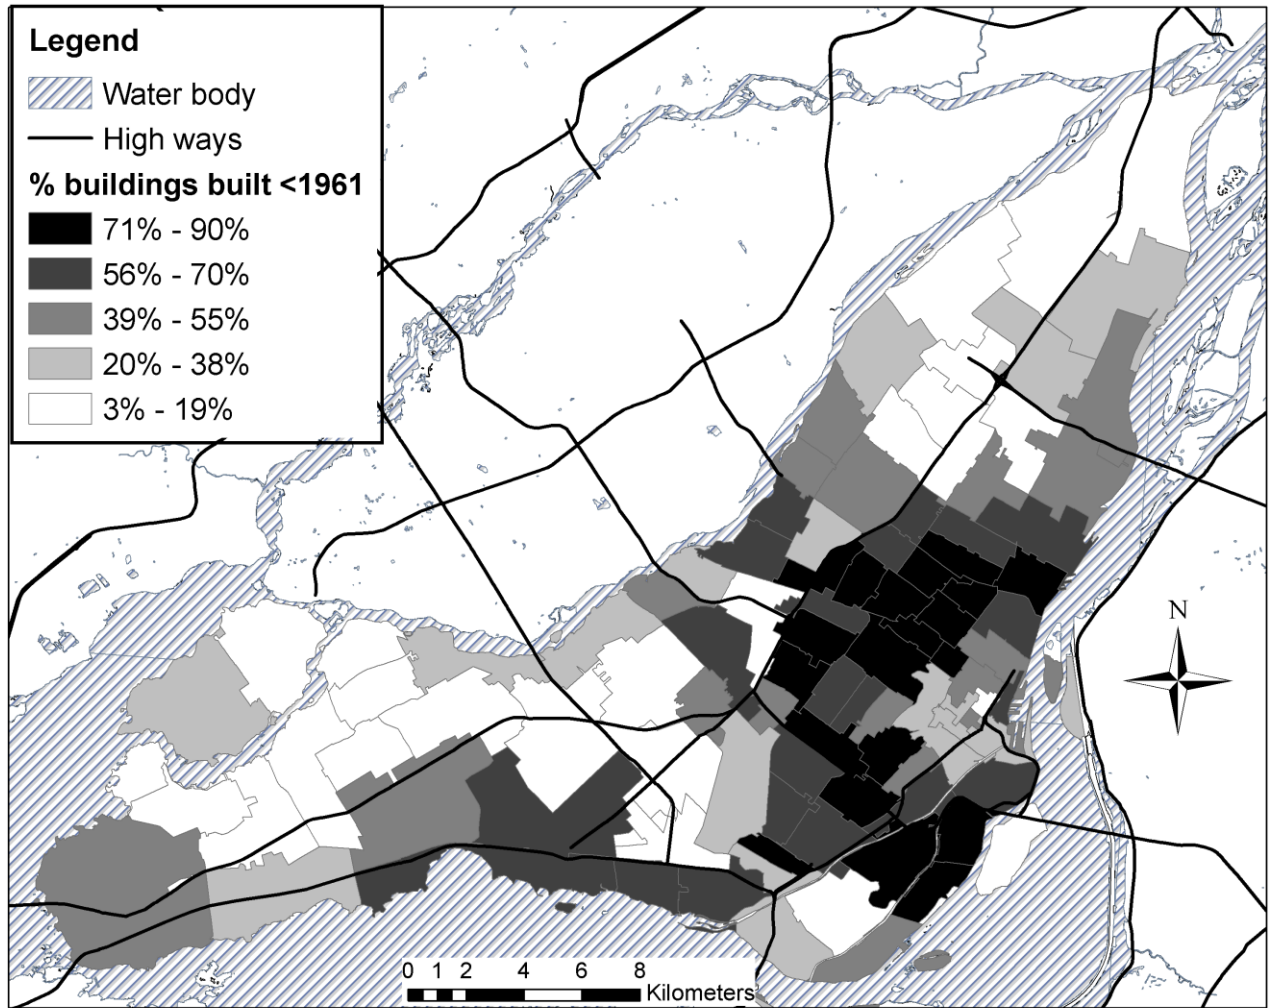 Legend
Water body
High ways
% buildings built <1961
71% - 90%
56% - 70%
39% - 55%
20% - 38%
3% - 19%
N
0 1 2 4 6 8
Kilometers